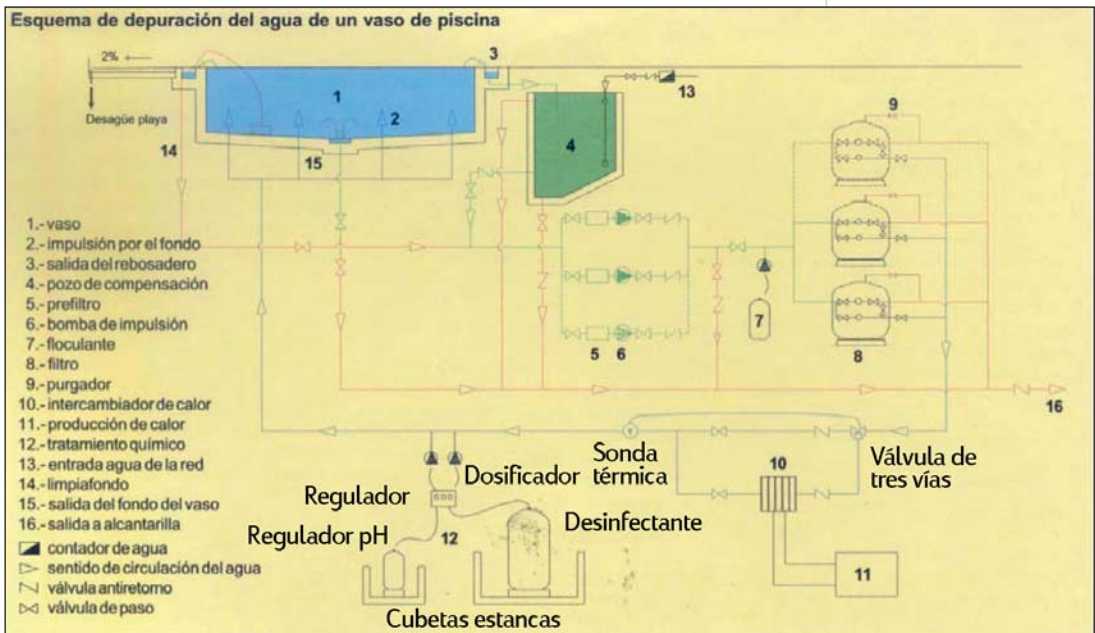 Esquema de depuración del agua de un vaso de piscina
2%
3
1
2
13
9
Desagüe playa
14
15
4
1.- vaso
2.- impulsión por el fondo
3.- salida del rebosadero
4.- pozo de compensación
5.- prefiltro
6.- bomba de impulsión
7.- floculante
8.- filtro
9.- purgador
10.- intercambiador de calor
11.- producción de calor
12.- tratamiento químico
13.- entrada agua de la red
14.- limpiafondo
15.- salida del fondo del vaso
16.- salida a alcantarilla
contador de agua
sentido de circulación del agua
válvula antiretorno
válvula de paso
5
6
7
8
16
Sonda
térmica
Válvula de
tres vías
Dosificador
10
Regulador
Desinfectante
Regulador pH
12
11
Cubetas estancas